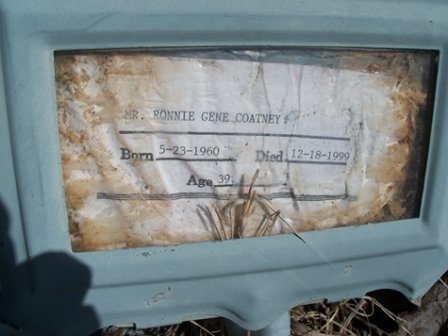 MR. RONNIE GENE COATNEY
Born 5-23-1960 Died 12-18-1999
Age 39